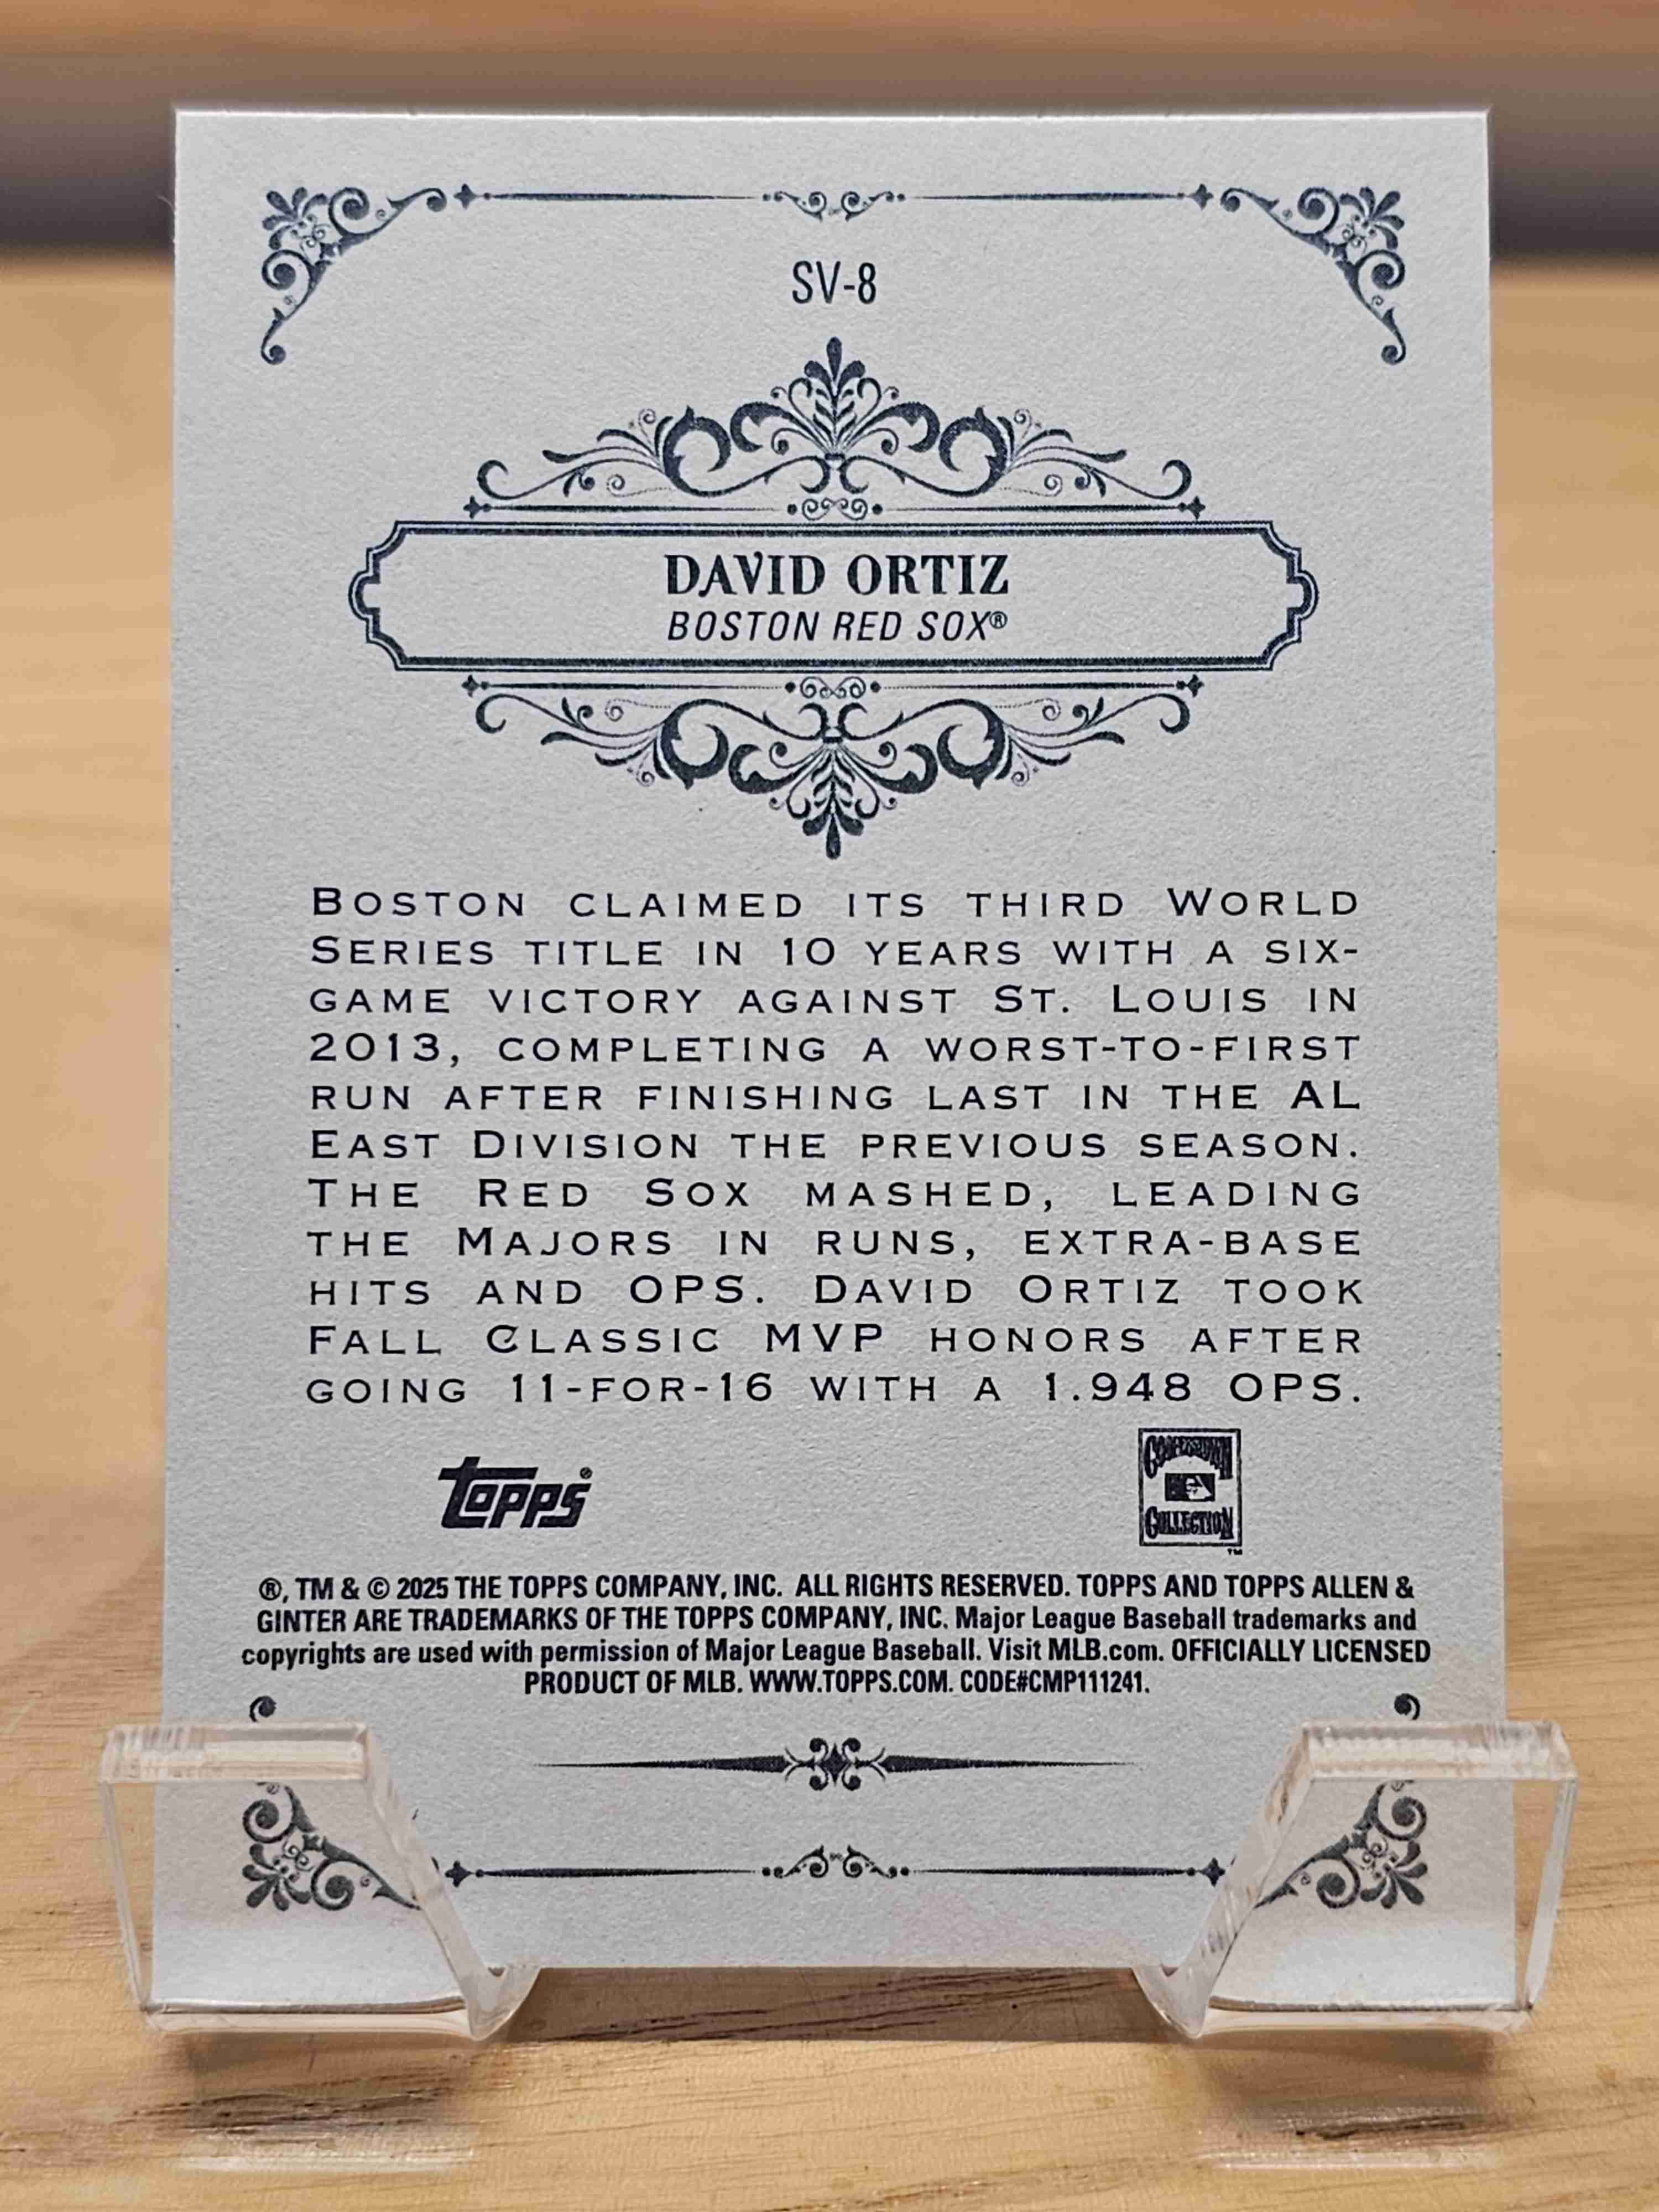 SV-8
DAVID ORTIZ
BOSTON RED SOX®
BOSTON CLAIMED ITS THIRD WORLD
SERIES TITLE IN 10 YEARS WITH A SIX-
GAME VICTORY AGAINST ST. LOUIS IN
2013, COMPLETING A WORST-TO-FIRST
RUN AFTER FINISHING LAST IN THE AL
EAST DIVISION THE PREVIOUS SEASON.
THE RED SOX MASHED, LEADING
THE MAJORS IN RUNS, EXTRA-BASE
HITS AND OPS. DAVID ORTIZ TOOK
FALL CLASSIC MVP HONORS AFTER
GOING 11-FOR-16 WITH A 1.948 OPS.
topps®
COOPERSTOWN
COLLECTION™
®, TM & © 2025 THE TOPPS COMPANY, INC. ALL RIGHTS RESERVED. TOPPS AND TOPPS ALLEN &
GINTER ARE TRADEMARKS OF THE TOPPS COMPANY, INC. Major League Baseball trademarks and
copyrights are used with permission of Major League Baseball. Visit MLB.com. OFFICIALLY LICENSED
PRODUCT OF MLB. WWW.TOPPS.COM. CODE#CMP111241.